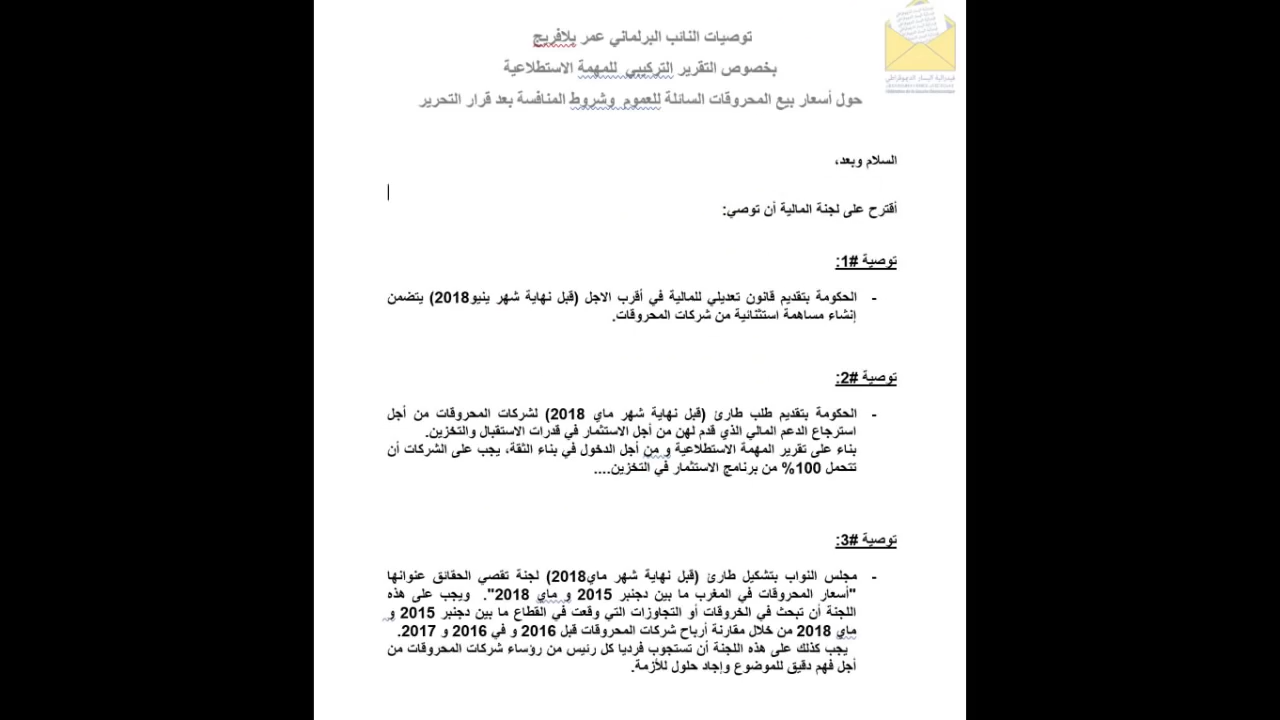 توصيات النائب البرلماني عمر بلافريج
بخصوص التقرير التركيبي للمهمة الاستطلاعية
حول أسعار بيع المحروقات السائلة للعموم وشروط المنافسة بعد قرار التحرير
فيدرالية اليسار الديموقراطي
السلام وبعد،
أقترح على لجنة المالية أن توصي:
توصية #1:
- الحكومة بتقديم قانون تعديلي للمالية في أقرب الاجل (قبل نهاية شهر ينيو2018) يتضمن
إنشاء مساهمة استثنائية من شركات المحروقات.
توصية #2:
- الحكومة بتقديم طلب طارئ (قبل نهاية شهر ماي 2018) لشركات المحروقات من أجل
استرجاع الدعم المالي الذي قدم لهن من أجل الاستثمار في قدرات الاستقبال والتخزين.
بناء على تقرير المهمة الاستطلاعية و من أجل الدخول في بناء الثقة، يجب على الشركات أن
تتحمل 100% من برنامج الاستثمار في التخزين....
توصية #3:
- مجلس النواب بتشكيل طارئ (قبل نهاية شهر ماي2018) لجنة تقصي الحقائق عنوانها
"أسعار المحروقات في المغرب ما بين دجنبر 2015 و ماي 2018". ويجب على هذه
اللجنة أن تبحث في الخروقات أو التجاوزات التي وقعت في القطاع ما بين دجنبر 2015 و
ماي 2018 من خلال مقارنة أرباح شركات المحروقات قبل 2016 و في 2016 و 2017.
يجب كذلك على هذه اللجنة أن تستجوب فرديا كل رئيس من رؤساء شركات المحروقات من
أجل فهم دقيق للموضوع وإيجاد حلول للأزمة.